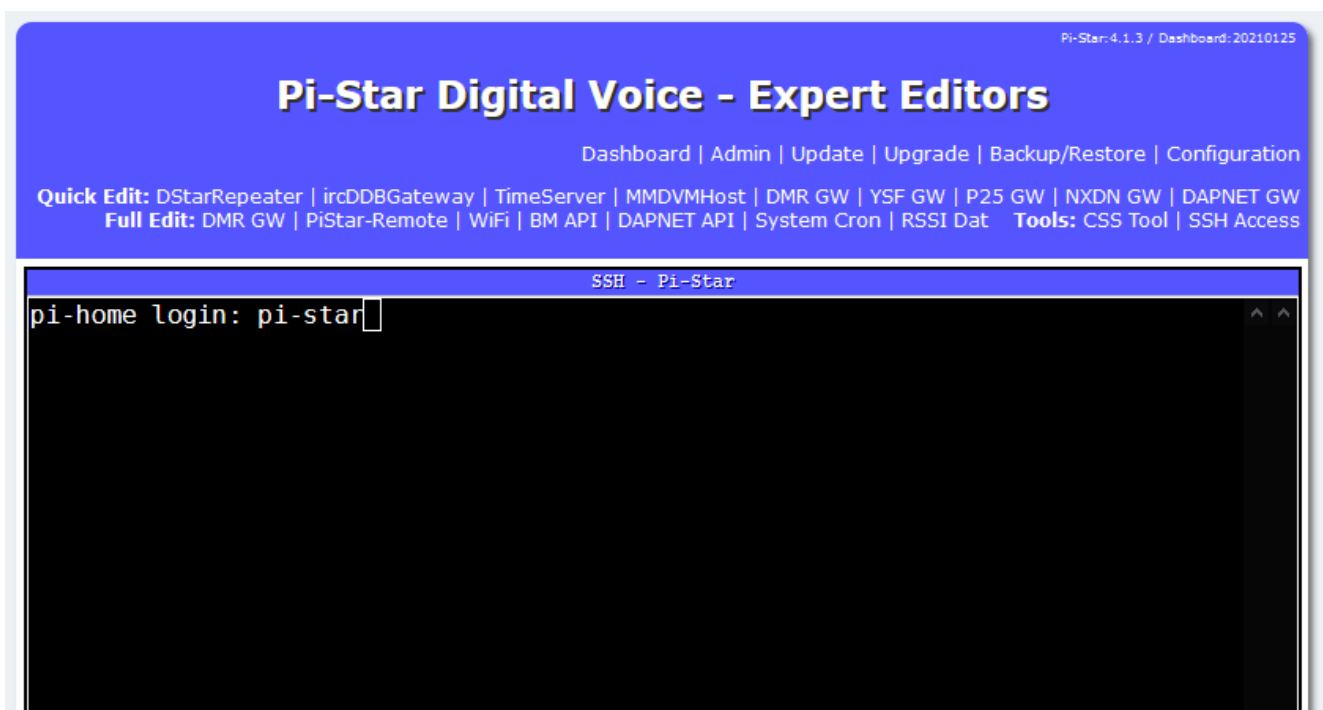 Pi-Star:4.1.3 / Dashboard:20210125
Pi-Star Digital Voice - Expert Editors
Dashboard | Admin | Update | Upgrade | Backup/Restore | Configuration
Quick Edit: DStarRepeater | ircDDBGateway | TimeServer | MMDVMHost | DMR GW | YSF GW | P25 GW | NXDN GW | DAPNET GW
Full Edit: DMR GW | PiStar-Remote | WiFi | BM API | DAPNET API | System Cron | RSSI Dat Tools: CSS Tool | SSH Access
SSH - Pi-Star
pi-home login: pi-star